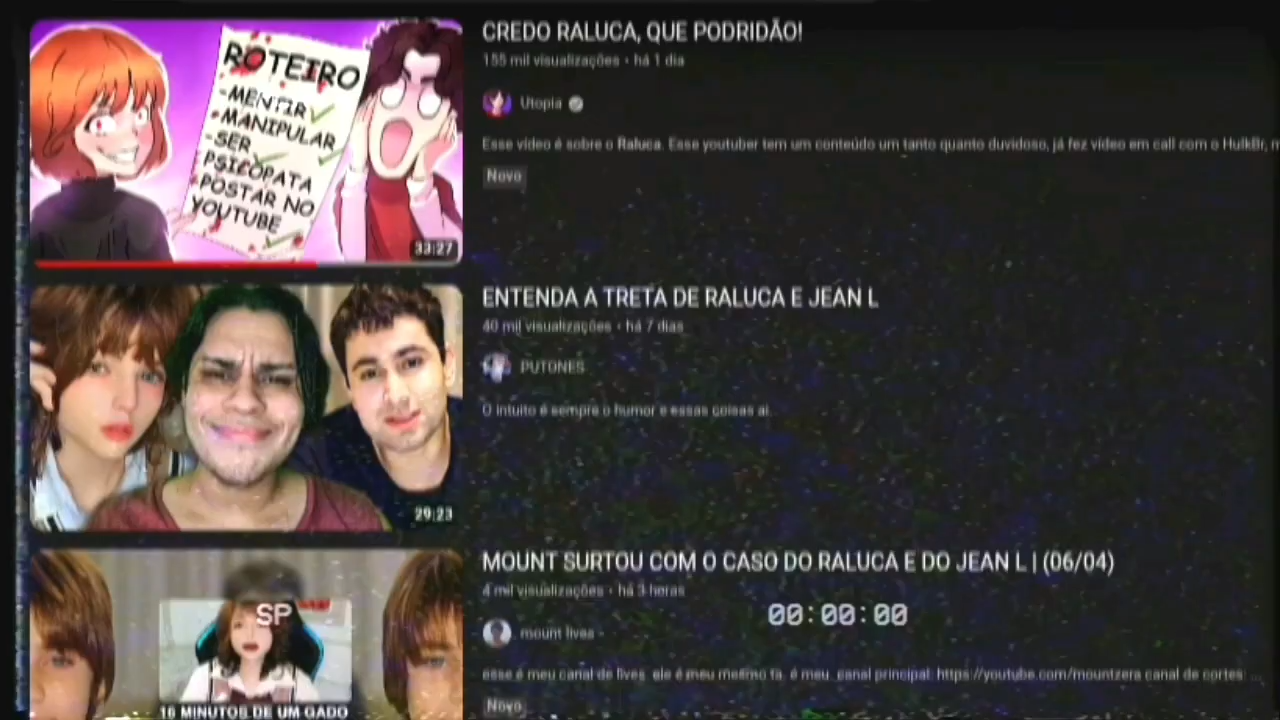 ROTEIRO
-MENTIR
-MANIPULAR
-SER
PSICOPATA
-POSTAR NO
YOUTUBE
33:27
CREDO RALUCA, QUE PODRIDÃO!
155 mil visualizações • há 1 dia
Utopia
Esse vídeo é sobre o Raluca. Esse youtuber tem um conteúdo um tanto quanto duvidoso, já fez vídeo em call com o HulkBr, m
Novo
29:23
ENTENDA A TRETA DE RALUCA E JEAN L
40 mil visualizações • há 7 dias
PUTONES
O intuito é sempre o humor e essas coisas aí.
SP
16 MINUTOS DE UM GADO
MOUNT SURTOU COM O CASO DO RALUCA E DO JEAN L | (06/04)
4 mil visualizações • há 3 horas
00:00:00
mount lives -
esse é meu canal de lives ele é meu mesmo ta é meu canal principal: https://youtube.com/mountzera canal de cortes: ...
Novo